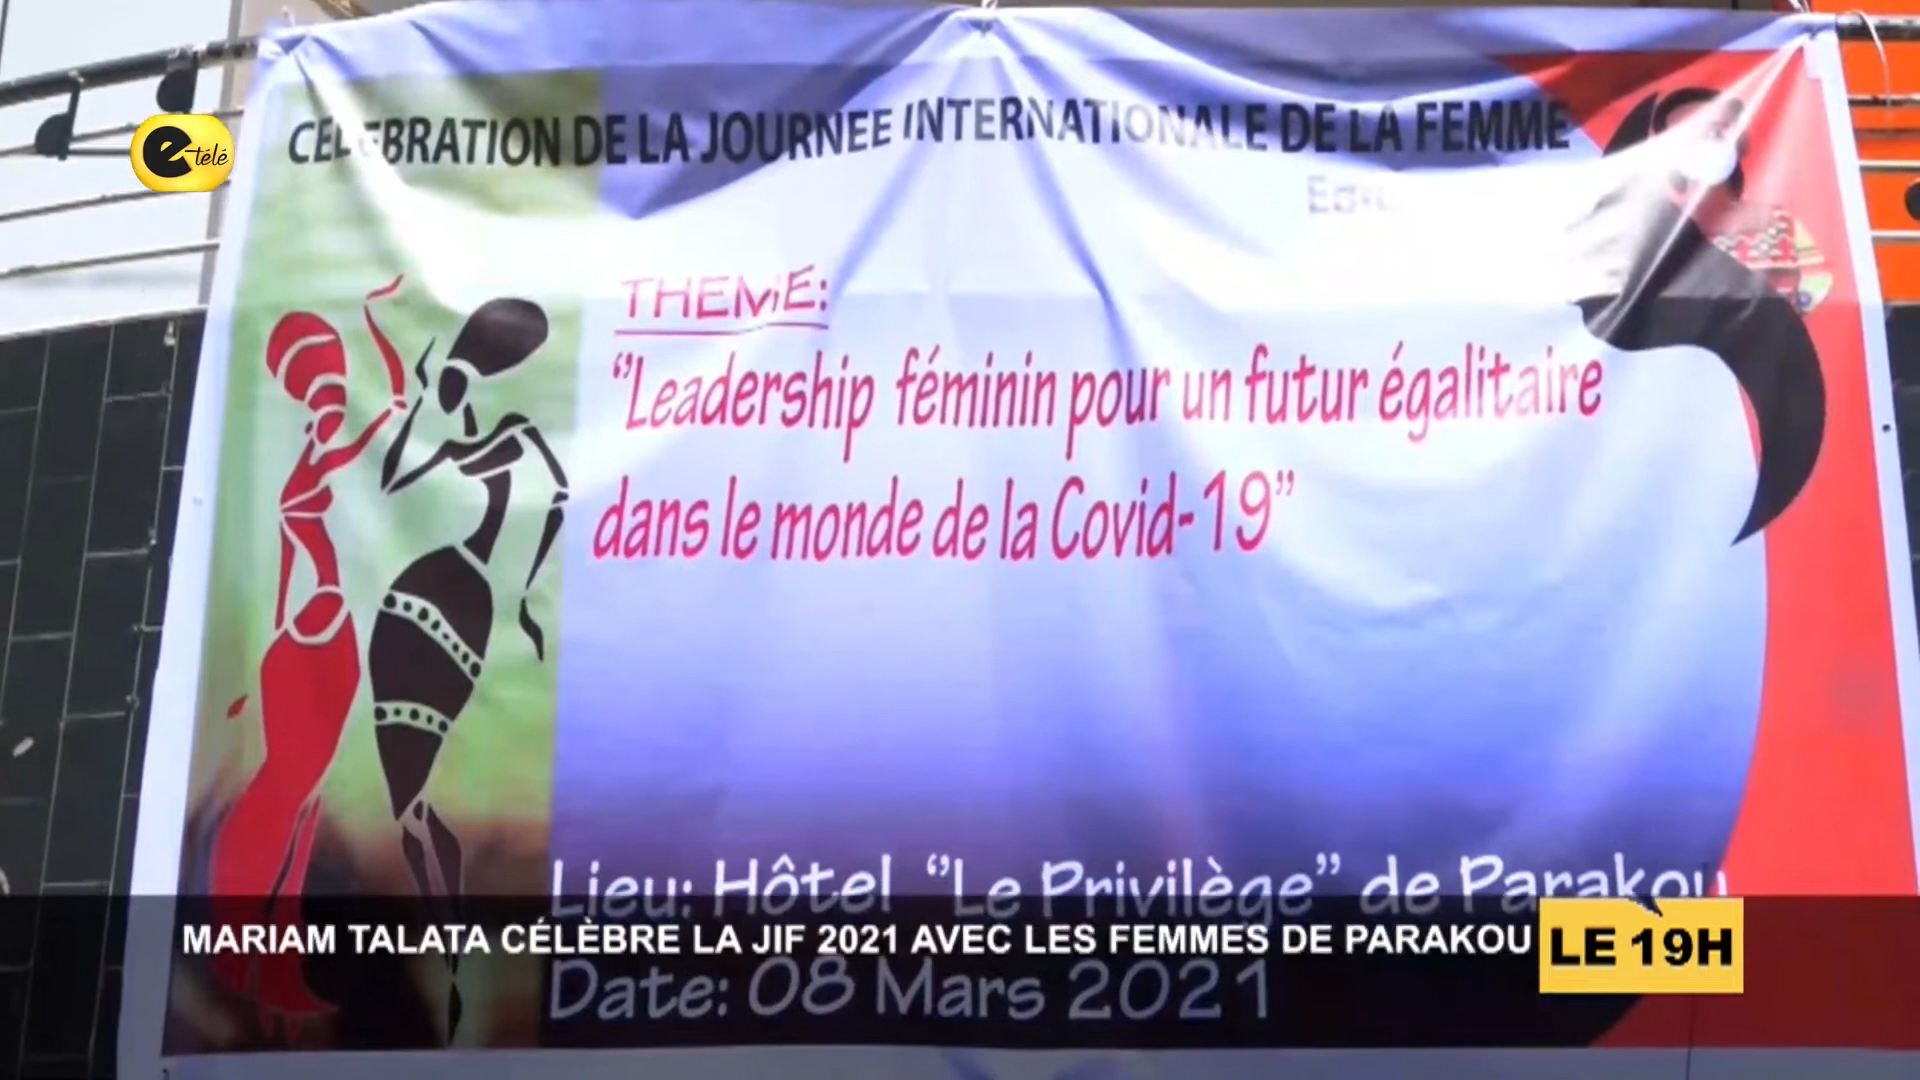 e-télé
CELEBRATION DE LA JOURNEE INTERNATIONALE DE LA FEMME
THEME:
“Leadership féminin pour un futur égalitaire
dans le monde de la Covid-19”
Lieu: Hôtel “Le Privilège” de Parakou
MARIAM TALATA CÉLÈBRE LA JIF 2021 AVEC LES FEMMES DE PARAKOU
LE 19H
Date: 08 Mars 2021